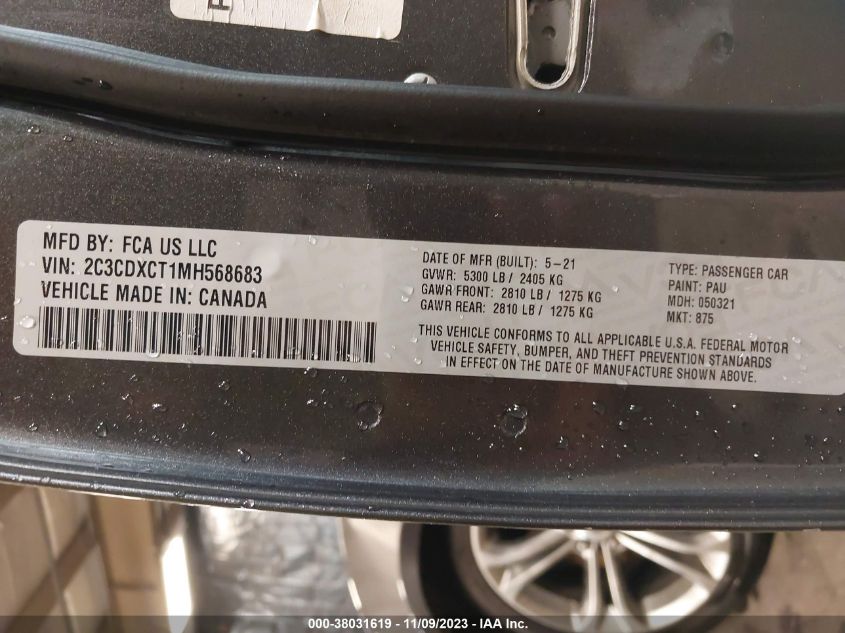 MFD BY: FCA US LLC
VIN: 2C3CDXCT1MH568683
VEHICLE MADE IN: CANADA
DATE OF MFR (BUILT): 5-21
GVWR: 5300 LB / 2405 KG
GAWR FRONT: 2810 LB / 1275 KG
GAWR REAR: 2810 LB / 1275 KG
TYPE: PASSENGER CAR
PAINT: PAU
MDH: 050321
MKT: 875
THIS VEHICLE CONFORMS TO ALL APPLICABLE U.S.A. FEDERAL MOTOR
VEHICLE SAFETY, BUMPER, AND THEFT PREVENTION STANDARDS
IN EFFECT ON THE DATE OF MANUFACTURE SHOWN ABOVE.
000-38031619 - 11/09/2023 - IAA Inc.